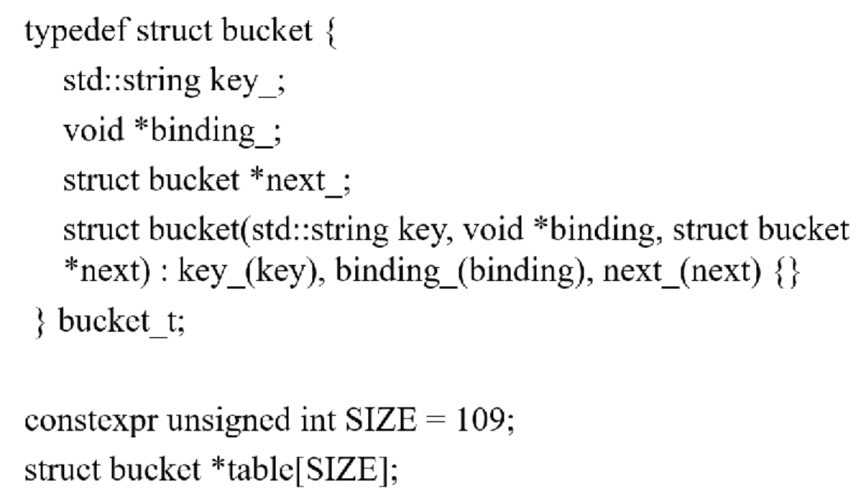 typedef struct bucket {
std::string key_;
void *binding_;
struct bucket *next_;
struct bucket(std::string key, void *binding, struct bucket
*next) : key_(key), binding_(binding), next_(next) {}
} bucket_t;
constexpr unsigned int SIZE = 109;
struct bucket *table[SIZE];